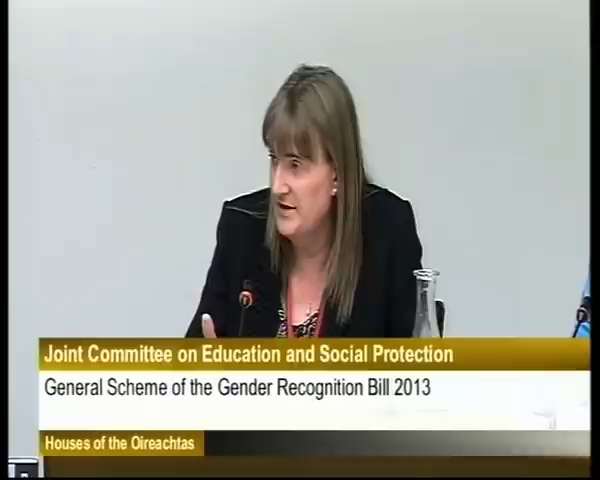 Joint Committee on Education and Social Protection
General Scheme of the Gender Recognition Bill 2013
Houses of the Oireachtas